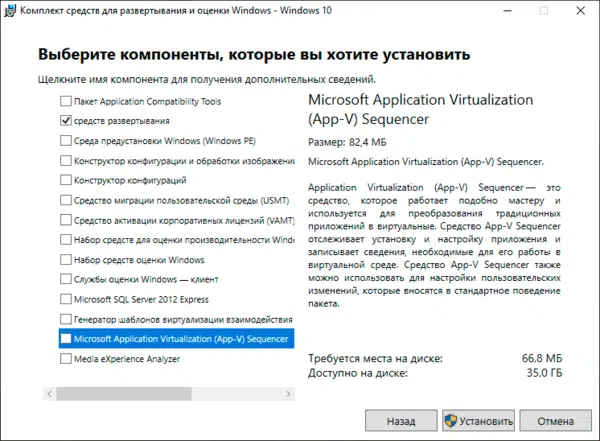 Комплект средств для развертывания и оценки Windows - Windows 10
Выберите компоненты, которые вы хотите установить
Щелкните имя компонента для получения дополнительных сведений.
Пакет Application Compatibility Tools
средств развертывания
Среда предустановки Windows (Windows PE)
Конструктор конфигурации и обработки изображени
Конструктор конфигураций
Средство миграции пользовательской среды (USMT)
Средство активации корпоративных лицензий (VAMT)
Набор средств для оценки производительности Wind
Набор средств оценки Windows
Службы оценки Windows — клиент
Microsoft SQL Server 2012 Express
Генератор шаблонов виртуализации взаимодействия
Microsoft Application Virtualization (App-V) Sequencer
Media eXperience Analyzer
Microsoft Application Virtualization
(App-V) Sequencer
Размер: 82,4 МБ
Microsoft Application Virtualization (App-V) Sequencer.
Application Virtualization (App-V) Sequencer — это
средство, которое работает подобно мастеру и
используется для преобразования традиционных
приложений в виртуальные. Средство App-V Sequencer
отслеживает установку и настройку приложения и
записывает сведения, необходимые для его работы в
виртуальной среде. Средство App-V Sequencer также
можно использовать для настройки пользовательских
изменений, которые вносятся в стандартное поведение
пакета.
Требуется места на диске: 66,8 МБ
Доступно на диске: 35,0 ГБ
Назад
Установить
Отмена